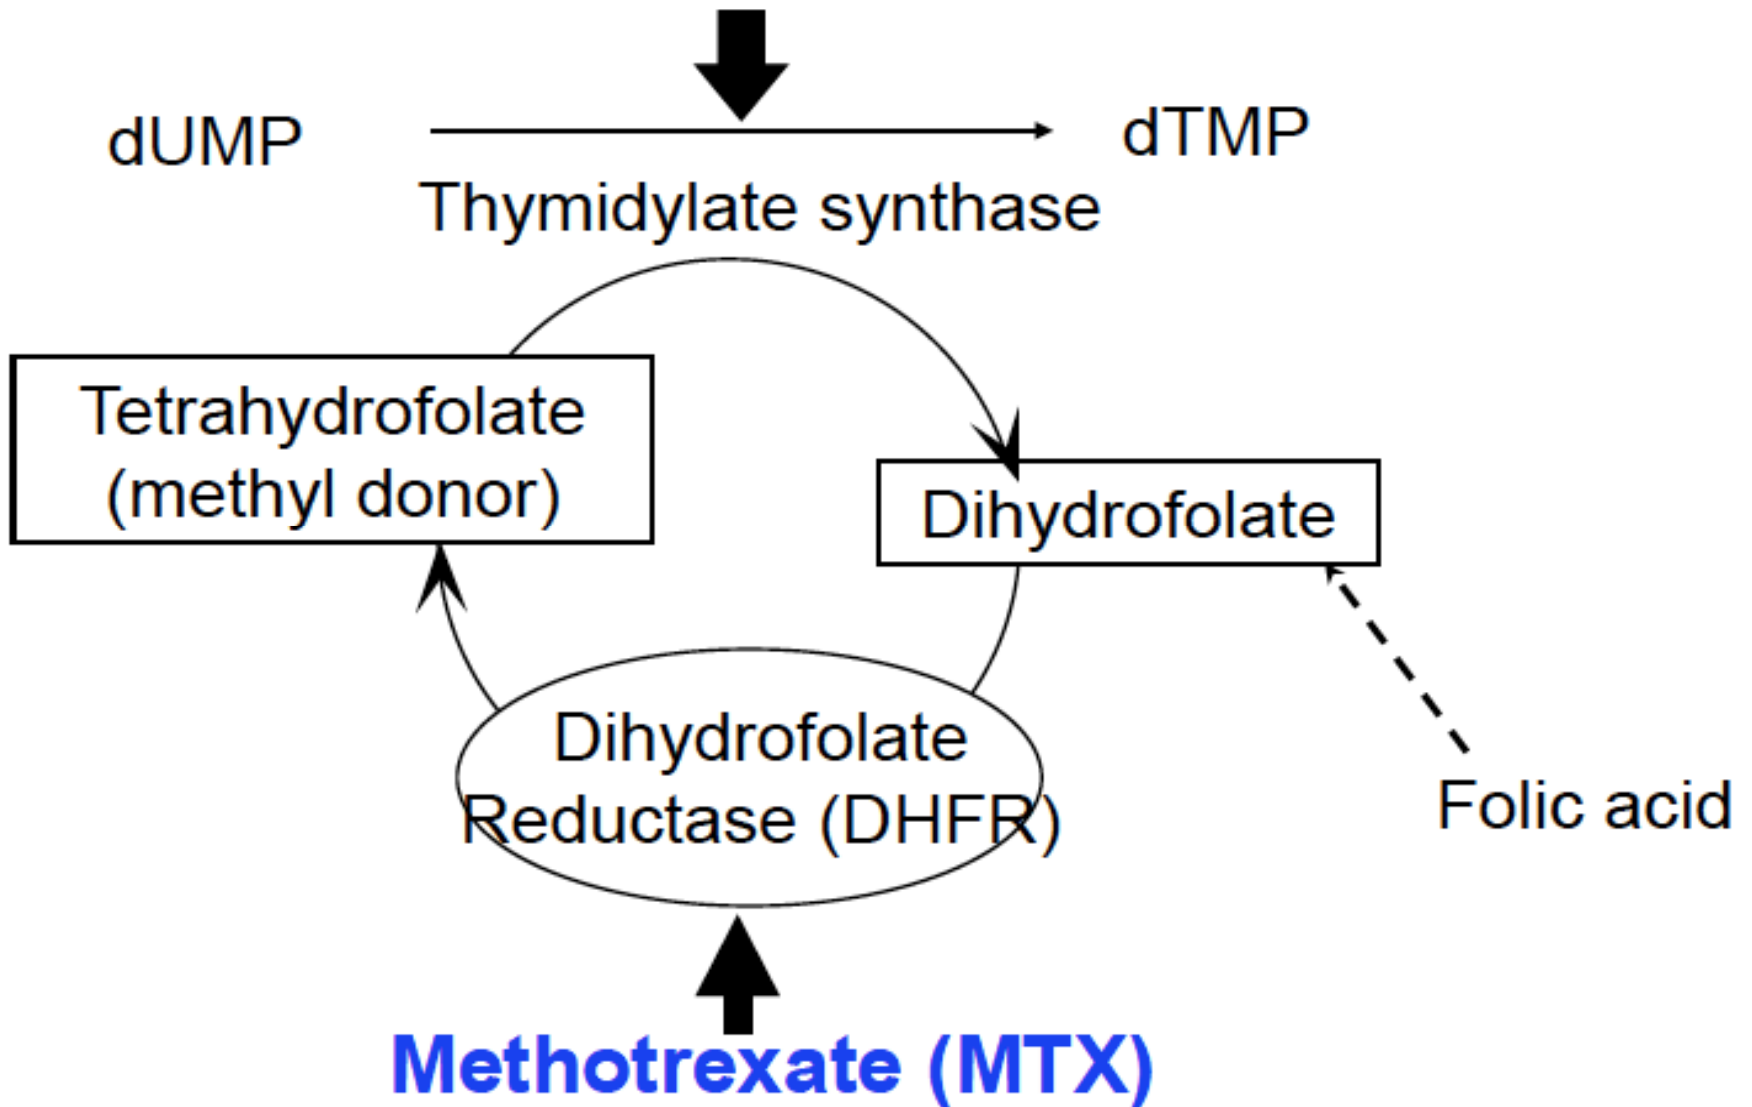 dUMP
dTMP
Thymidylate synthase
Tetrahydrofolate
(methyl donor)
Dihydrofolate
Dihydrofolate
Reductase (DHFR)
Folic acid
Methotrexate (MTX)